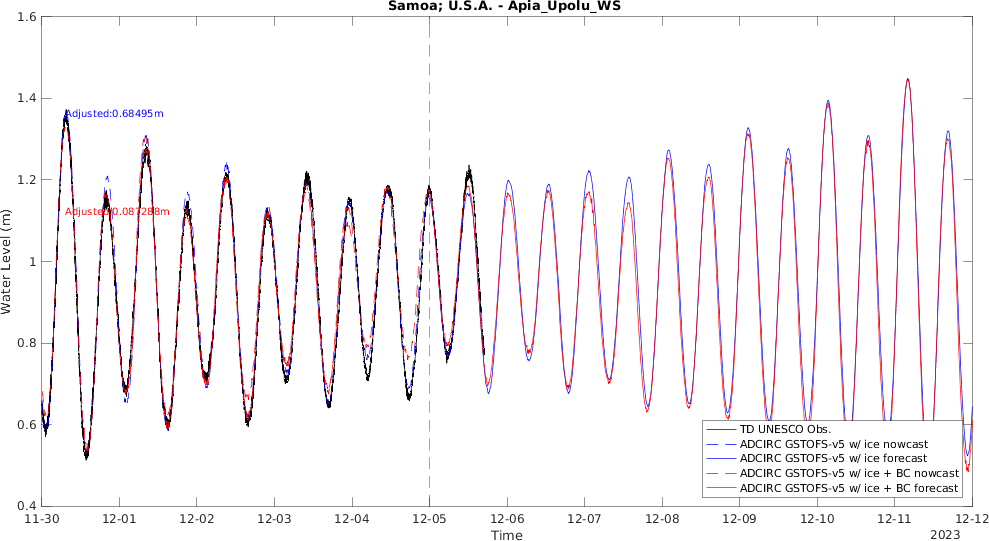 Samoa; U.S.A. - Apia_Upolu_WS
1.6
1.4
1.2
1
0.8
0.6
0.4
Water Level (m)
Adjusted:0.68495m
Adjusted:0.087288m
TD UNESCO Obs.
ADCIRC GSTOFS-v5 w/ ice nowcast
ADCIRC GSTOFS-v5 w/ ice forecast
ADCIRC GSTOFS-v5 w/ ice + BC nowcast
ADCIRC GSTOFS-v5 w/ ice + BC forecast
11-30 12-01 12-02 12-03 12-04 12-05 12-06 12-07 12-08 12-09 12-10 12-11 12-12
Time
2023